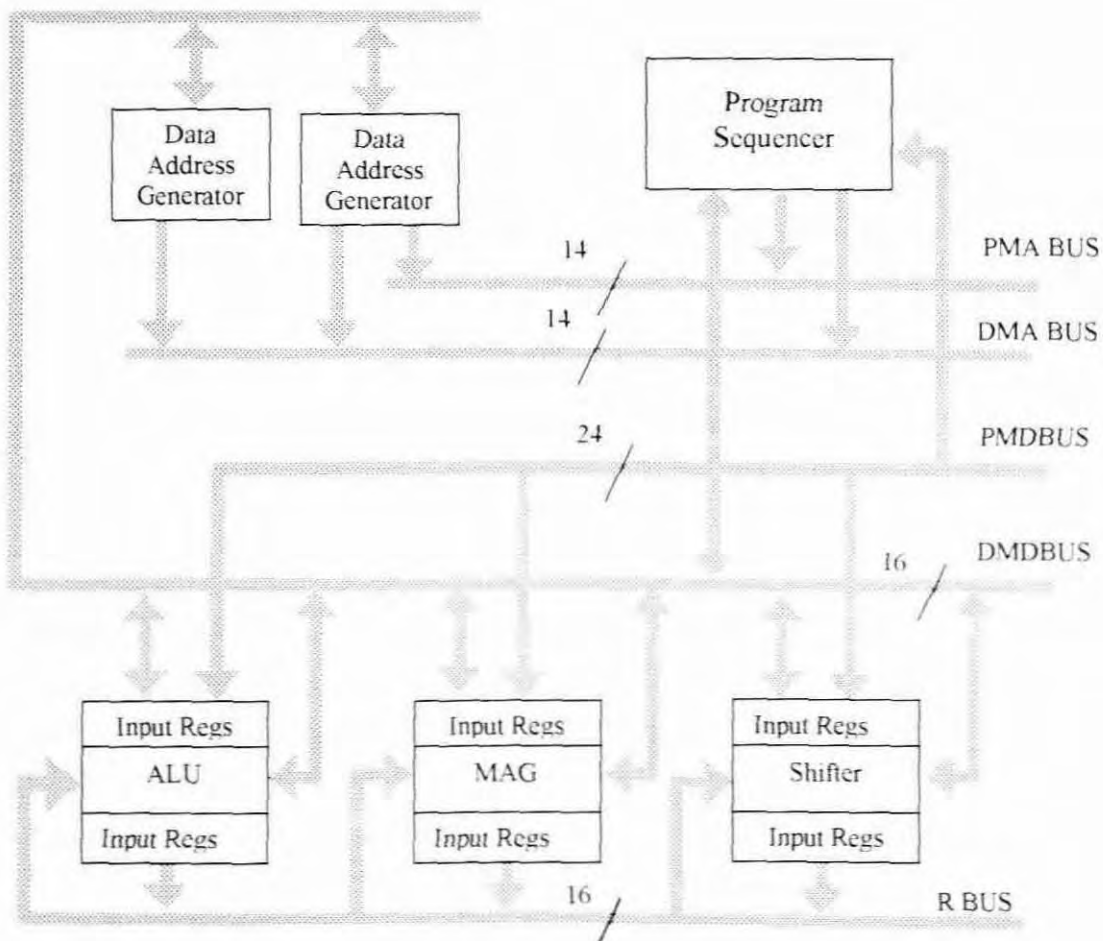 Data
Address
Generator
Data
Address
Generator
Program
Sequencer
14
PMA BUS
14
DMA BUS
24
PMDBUS
16
DMDBUS
Input Regs
ALU
Input Regs
Input Regs
MAG
Input Regs
Input Regs
Shifter
Input Regs
16
R BUS